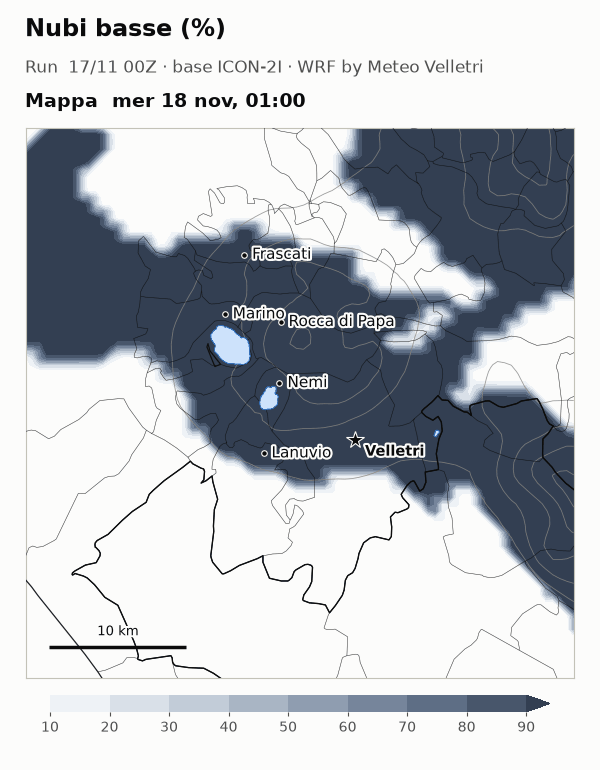 Nubi basse (%)
Run  17/11 00Z · base ICON-2I · WRF by Meteo Velletri
Mappa  mer 18 nov, 01:00
Frascati
Marino
Rocca di Papa
Nemi
Velletri
Lanuvio
10 km
10 20 30 40 50 60 70 80 90